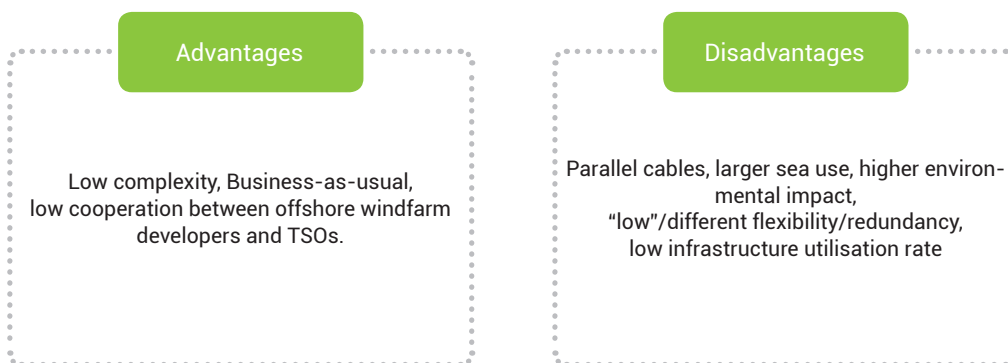 Advantages
Low complexity, Business-as-usual,
low cooperation between offshore windfarm
developers and TSOs.
Disadvantages
Parallel cables, larger sea use, higher environ-
mental impact,
“low”/different flexibility/redundancy,
low infrastructure utilisation rate